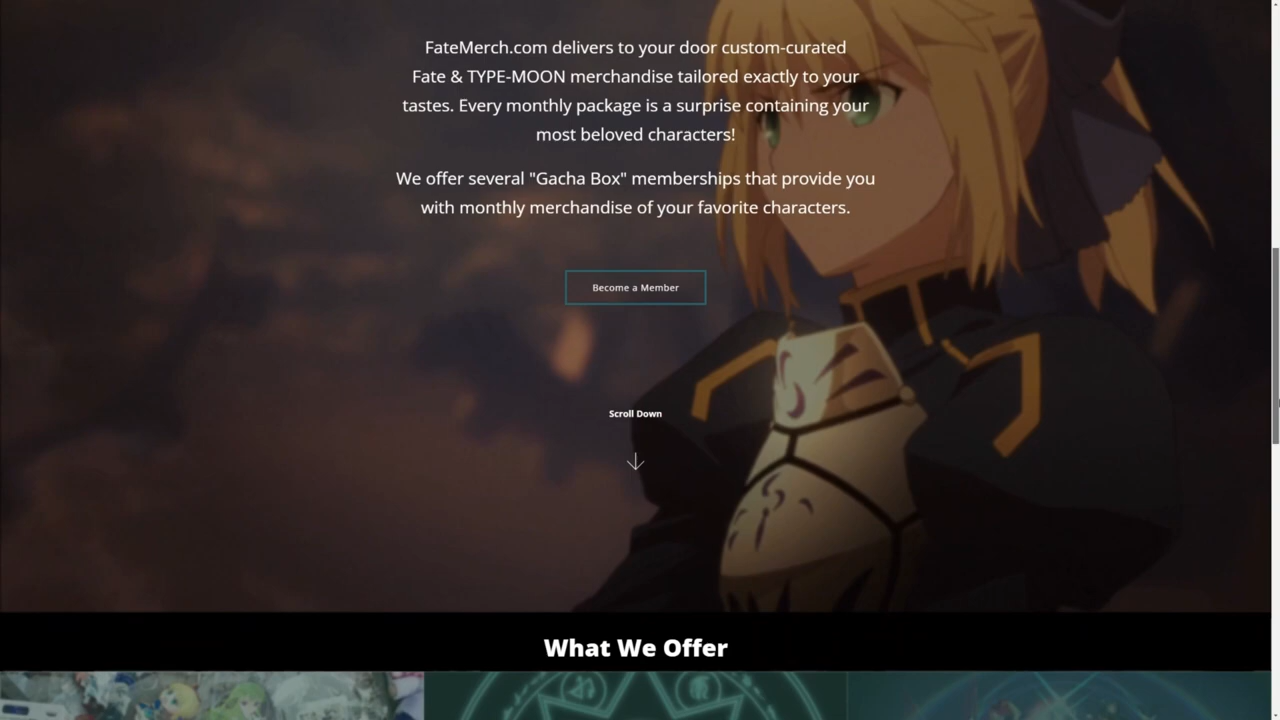 FateMerch.com delivers to your door custom-curated
Fate & TYPE-MOON merchandise tailored exactly to your
tastes. Every monthly package is a surprise containing your
most beloved characters!
We offer several "Gacha Box" memberships that provide you
with monthly merchandise of your favorite characters.
Become a Member
Scroll Down
What We Offer